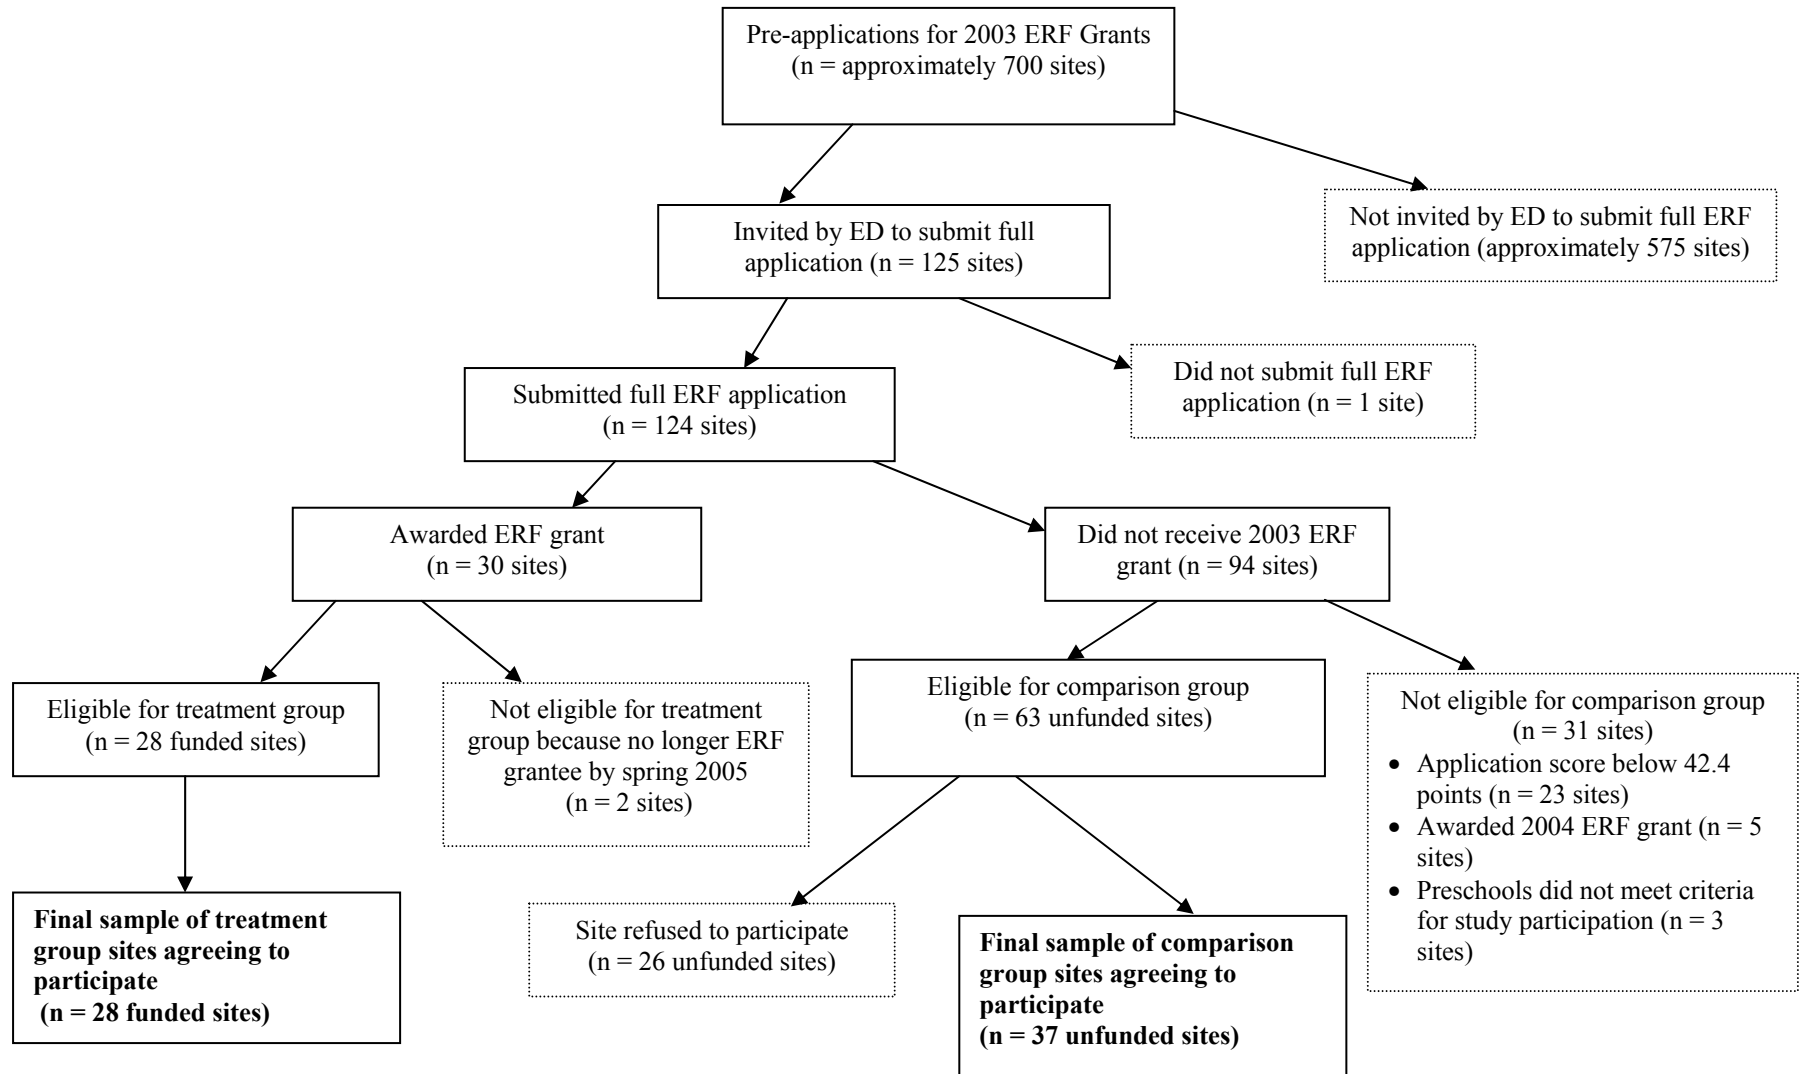 Pre-applications for 2003 ERF Grants
(n = approximately 700 sites)
Not invited by ED to submit full ERF
application (approximately 575 sites)
Invited by ED to submit full
application (n = 125 sites)
Did not submit full ERF
application (n = 1 site)
Submitted full ERF application
(n = 124 sites)
Awarded ERF grant
(n = 30 sites)
Did not receive 2003 ERF
grant (n = 94 sites)
Eligible for treatment group
(n = 28 funded sites)
Not eligible for treatment
group because no longer ERF
grantee by spring 2005
(n = 2 sites)
Eligible for comparison group
(n = 63 unfunded sites)
Not eligible for comparison group
(n = 31 sites)
• Application score below 42.4
points (n = 23 sites)
• Awarded 2004 ERF grant (n = 5
sites)
• Preschools did not meet criteria
for study participation (n = 3
sites)
Final sample of treatment
group sites agreeing to
participate
(n = 28 funded sites)
Site refused to participate
(n = 26 unfunded sites)
Final sample of comparison
group sites agreeing to
participate
(n = 37 unfunded sites)